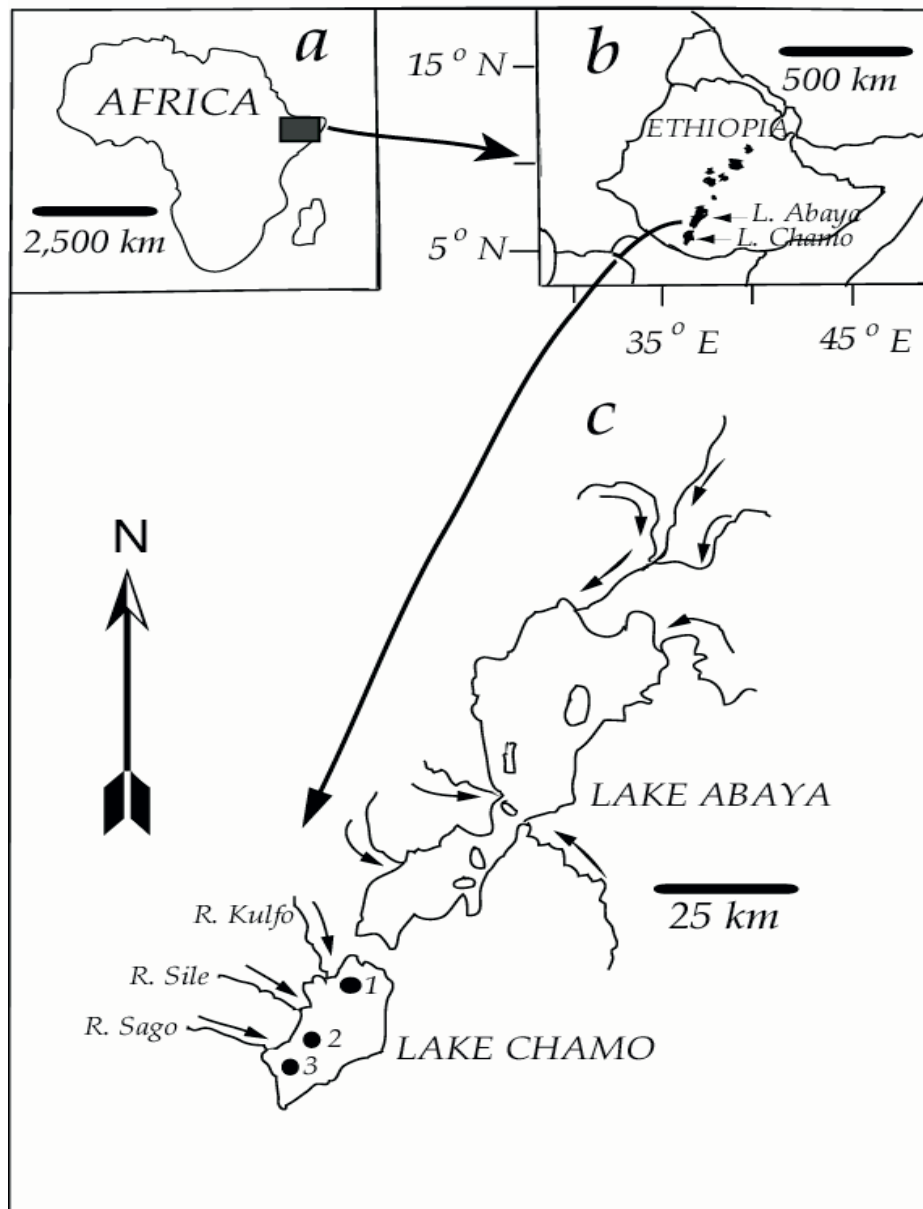 a
AFRICA
2,500 km
b
15° N
500 km
ETHIOPIA
L. Abaya
L. Chamo
5° N
35° E
45° E
c
N
LAKE ABAYA
25 km
R. Kulfo
1
R. Sile
R. Sago
2
LAKE CHAMO
3